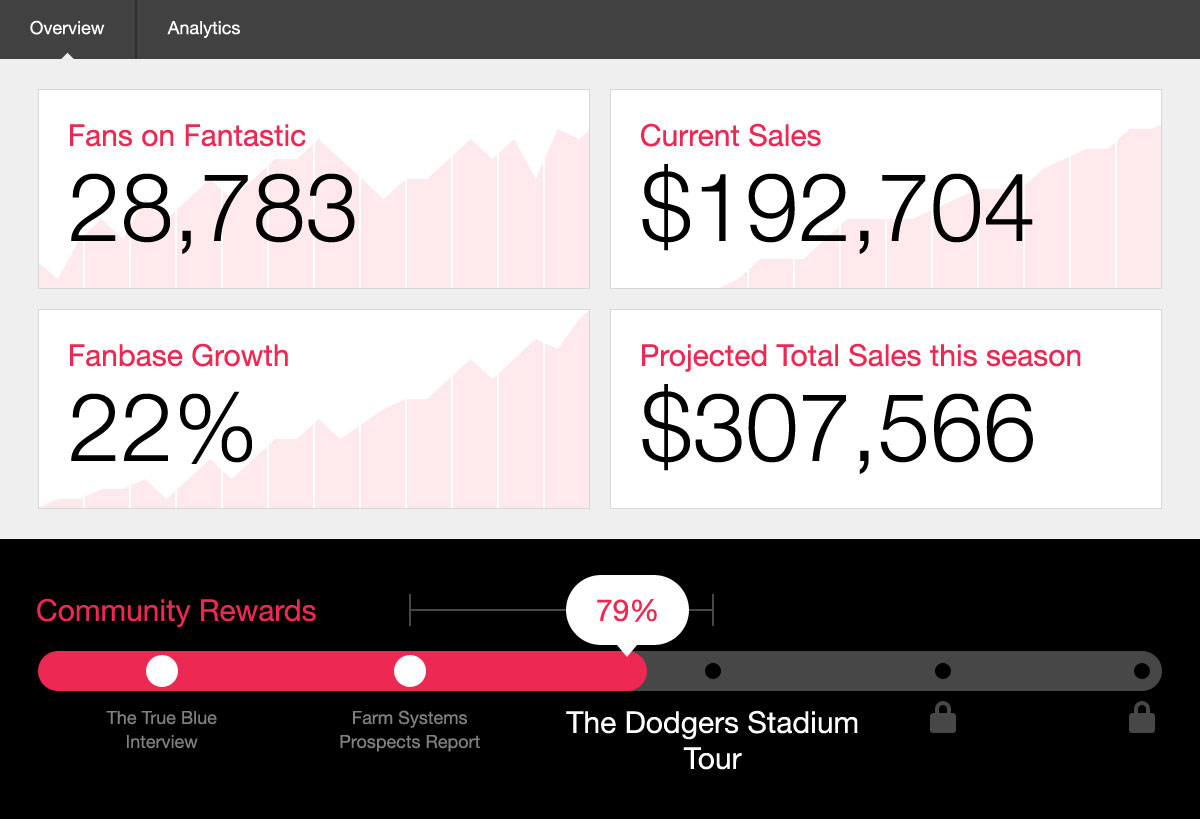 Overview
Analytics
Fans on Fantastic
28,783
Current Sales
$192,704
Fanbase Growth
22%
Projected Total Sales this season
$307,566
Community Rewards
79%
The True Blue
Interview
Farm Systems
Prospects Report
The Dodgers Stadium
Tour